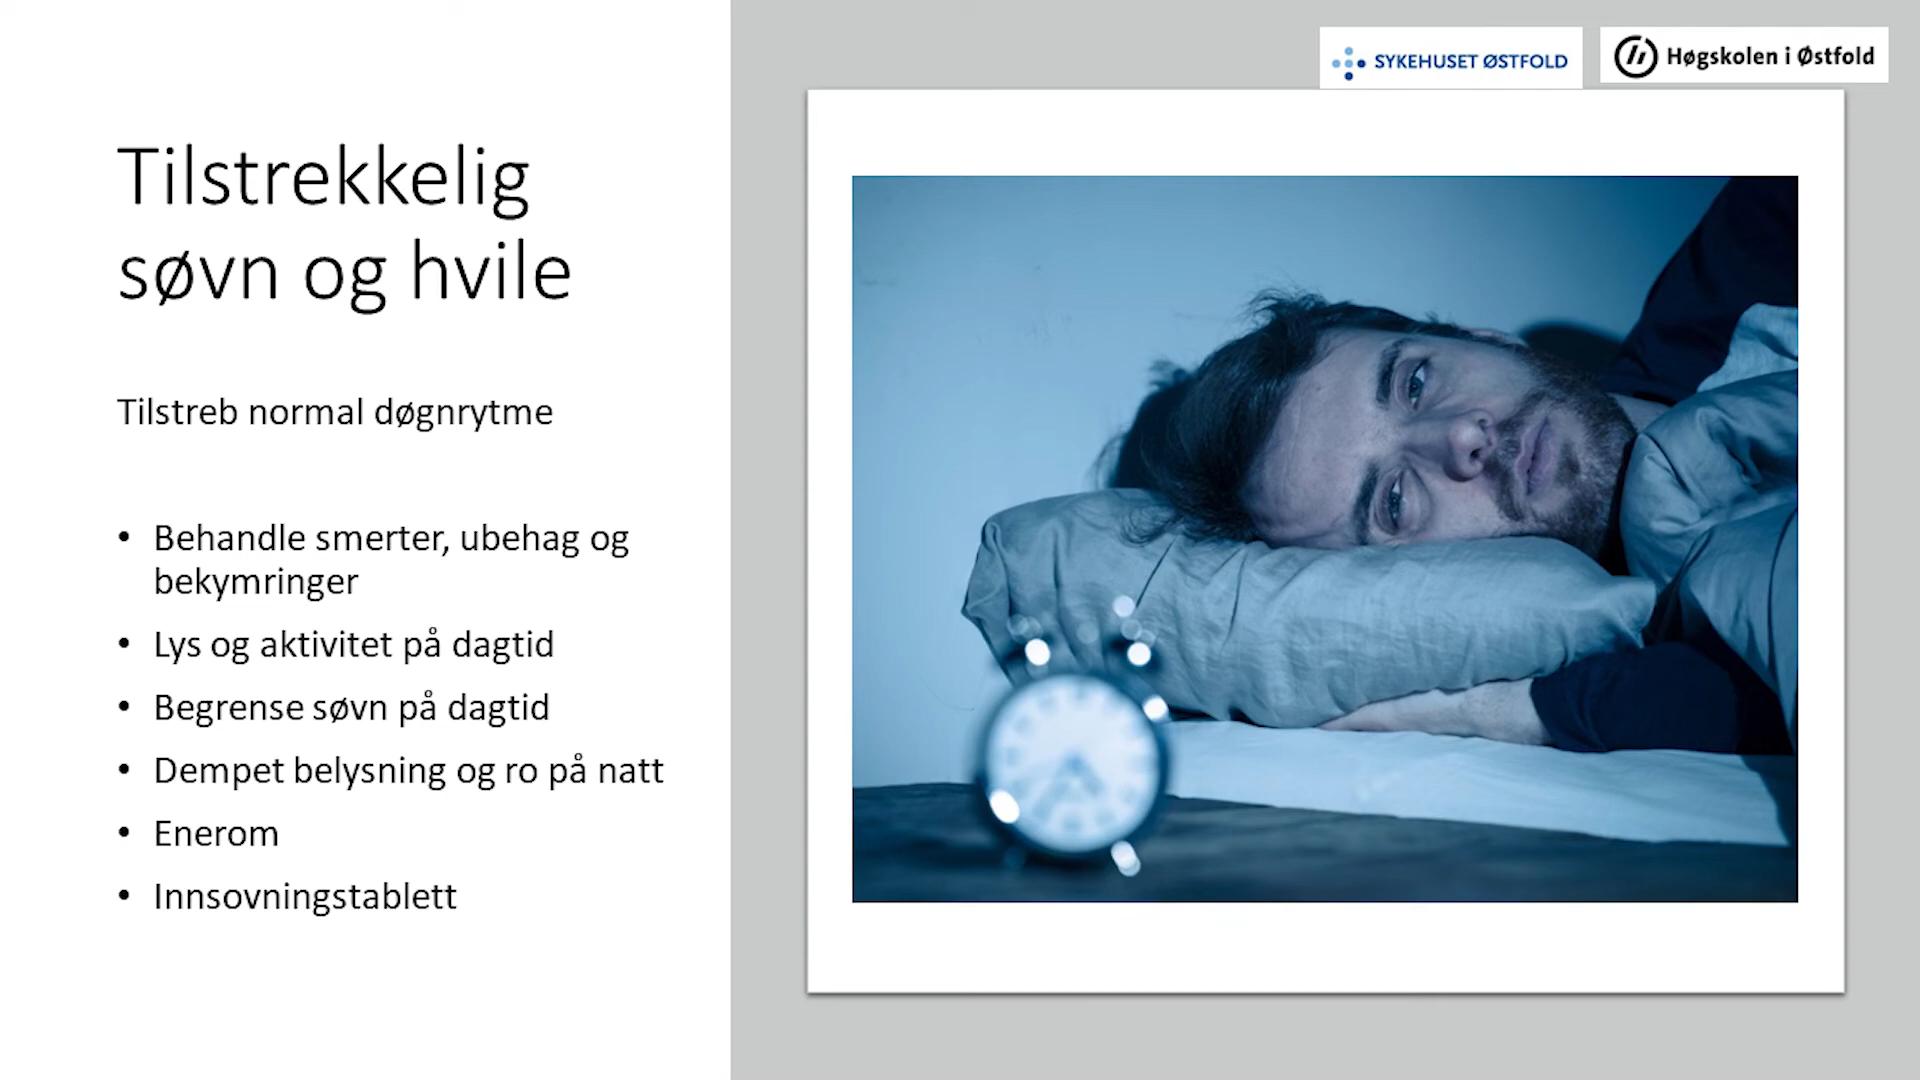 SYKEHUSET ØSTFOLD
Høgskolen i Østfold
Tilstrekkelig
søvn og hvile
Tilstreb normal døgnrytme
• Behandle smerter, ubehag og
bekymringer
• Lys og aktivitet på dagtid
• Begrense søvn på dagtid
• Dempet belysning og ro på natt
• Enerom
• Innsovningstablett